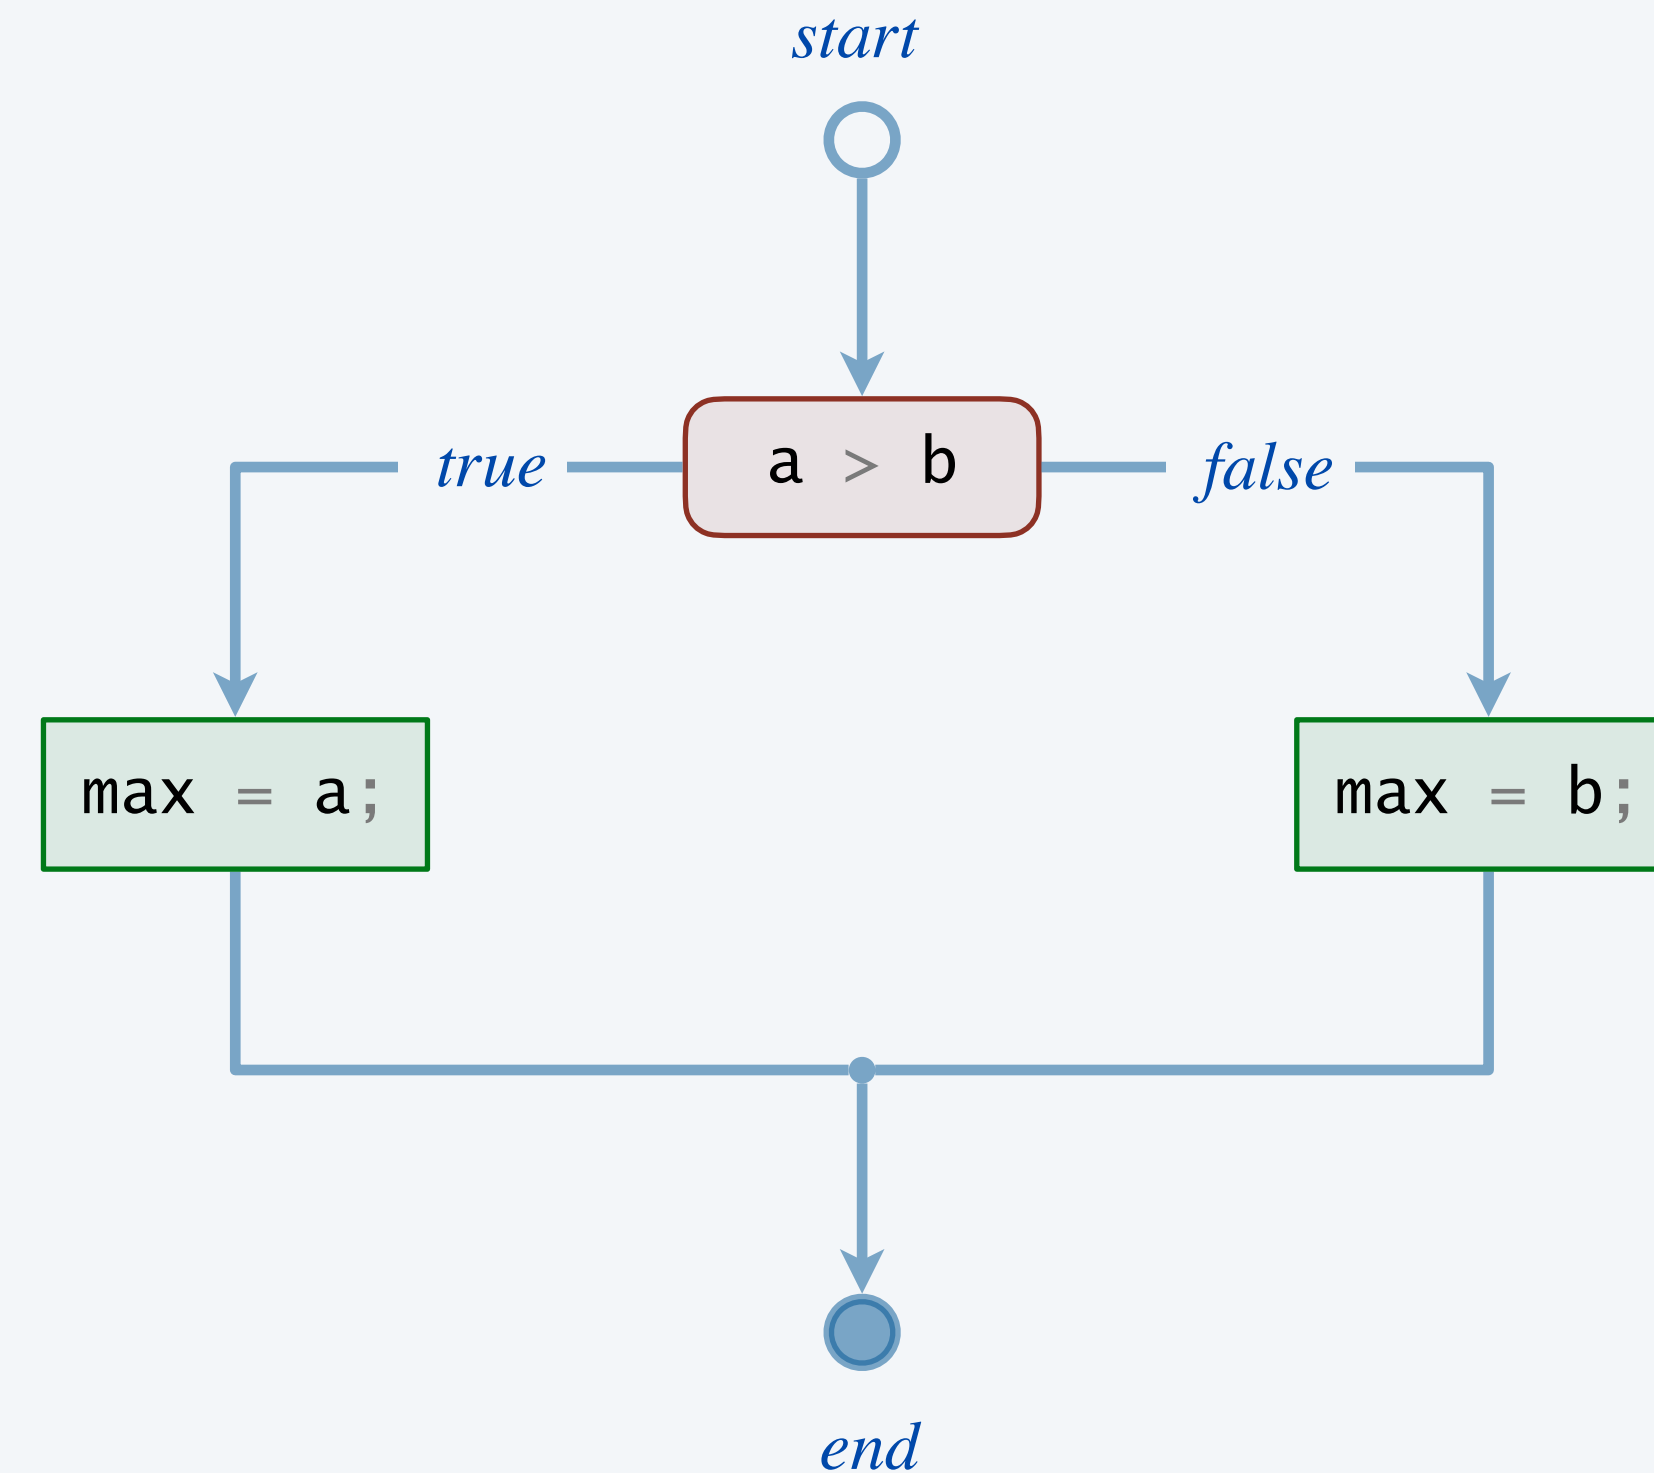 start
true
a > b
false
max = a;
max = b;
end